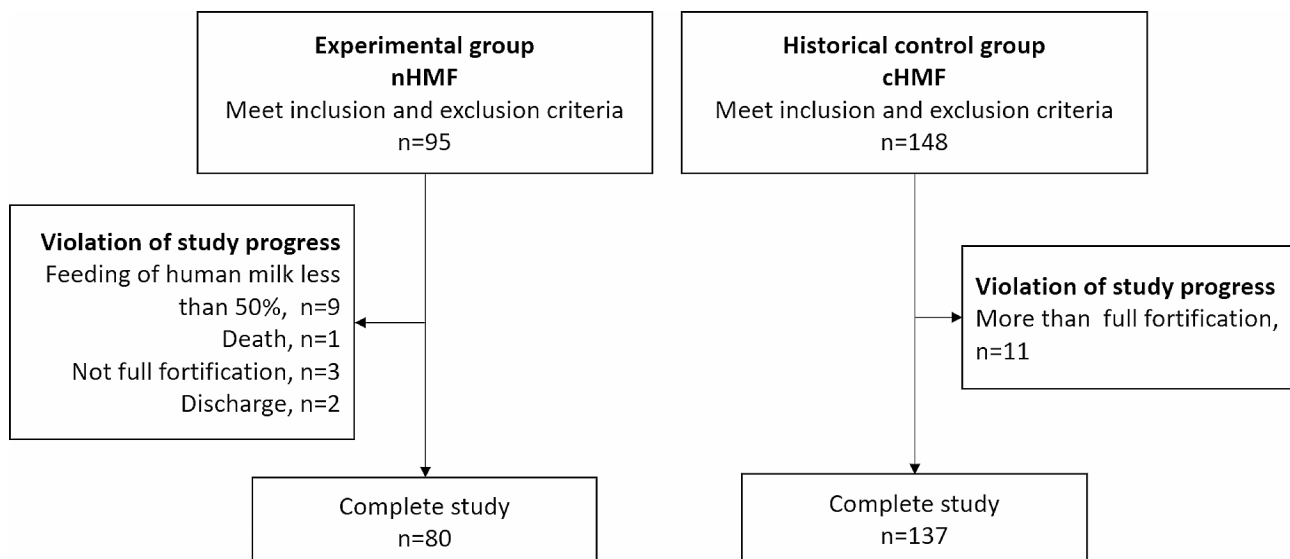 Experimental group
nHMF
Meet inclusion and exclusion criteria
n=95
Historical control group
cHMF
Meet inclusion and exclusion criteria
n=148
Violation of study progress
Feeding of human milk less
than 50%, n=9
Death, n=1
Not full fortification, n=3
Discharge, n=2
Violation of study progress
More than full fortification,
n=11
Complete study
n=80
Complete study
n=137